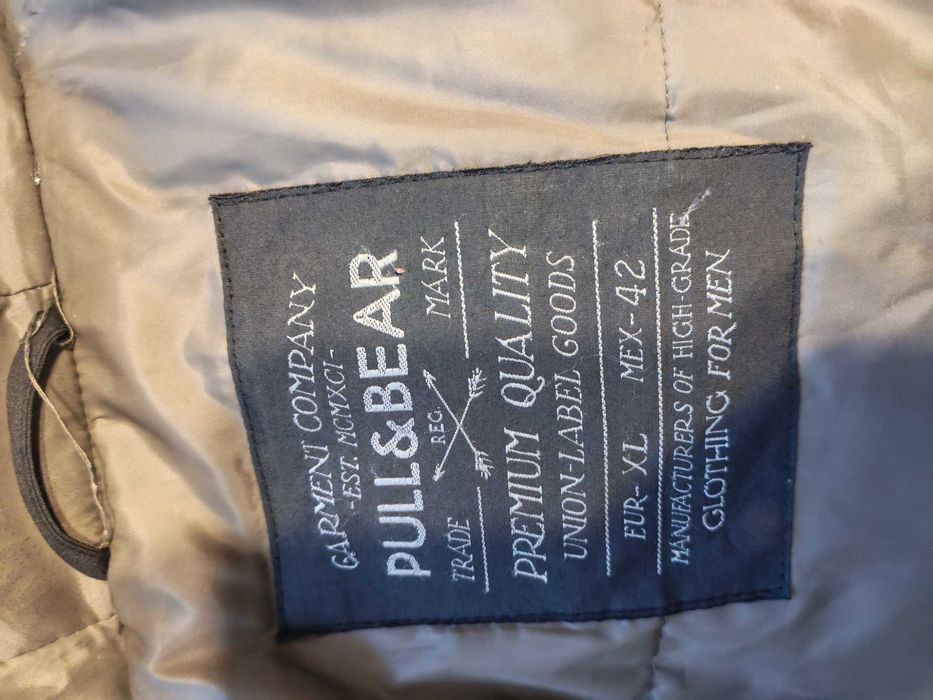 GARMENT COMPANY
-EST. MCMXCI-
PULL&BEAR
TRADE REG. MARK
PREMIUM QUALITY
UNION-LABEL GOODS
EUR-XL MEX-42
MANUFACTURERS OF HIGH-GRADE
CLOTHING FOR MEN